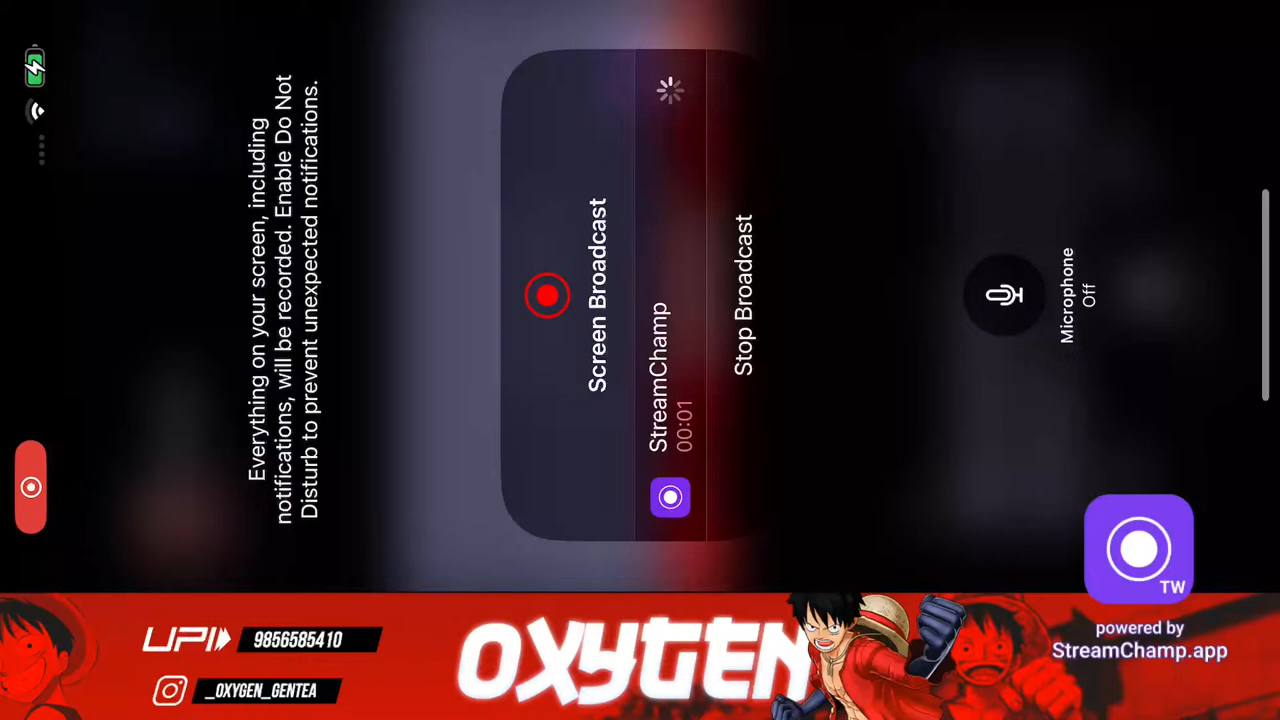 Everything on your screen, including
notifications, will be recorded. Enable Do Not
Disturb to prevent unexpected notifications.
Screen Broadcast
StreamChamp
00:01
Stop Broadcast
Microphone
Off
TW
powered by
StreamChamp.app
UPI 9856585410
_OXYGEN_GENTEA
OXYGEN